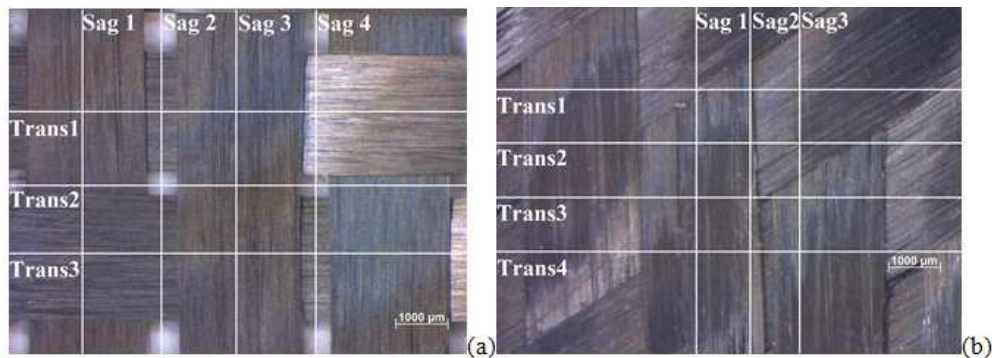 Sag 1 Sag 2 Sag 3 Sag 4
Trans1
Trans2
Trans3
1000 µm
(a)
Sag 1 Sag2 Sag3
Trans1
Trans2
Trans3
Trans4
1000 µm
(b)